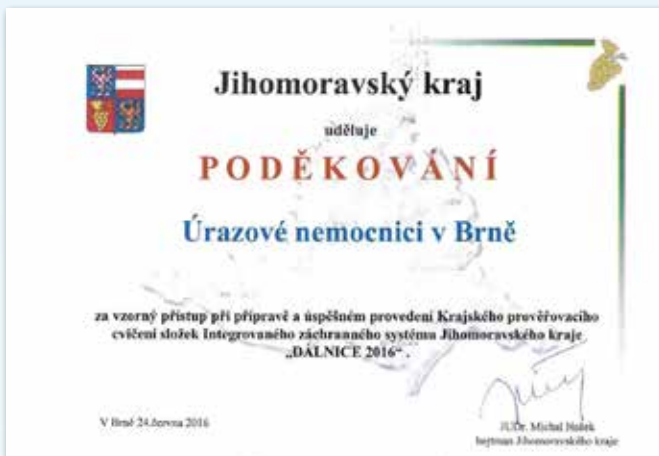 Jihomoravský kraj
uděluje
PODĚKOVÁNÍ
Úrazové nemocnici v Brně
za vzorný přístup při přípravě a úspěšném provedení Krajského prověřovacího
cvičení složek Integrovaného záchranného systému Jihomoravského kraje
„DÁLNICE 2016“ .
V Brně 24.června 2016
JUDr. Michal Hašek
hejtman Jihomoravského kraje